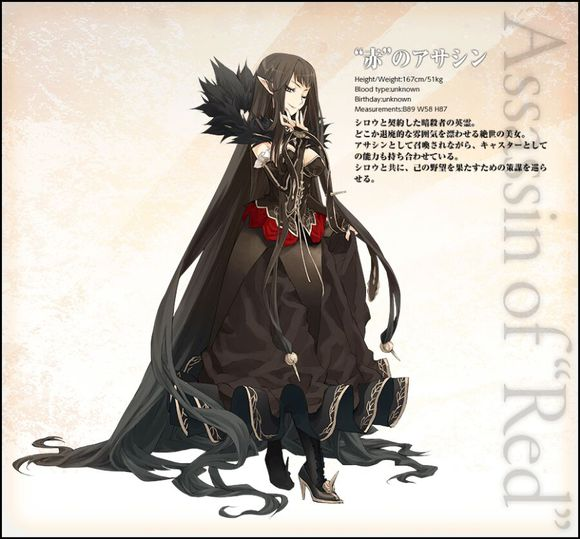 “赤”のアサシン
Height/Weight:167cm/51kg
Blood type:unknown
Birthday:unknown
Measurements:B89 W58 H87
シロウと契約した暗殺者の英霊。
どこか退廃的な雰囲気を漂わせる絶世の美女。
アサシンとして召喚されながら、キャスターとして
の能力も持ち合わせている。
シロウと共に、己の野望を果たすための策謀を巡ら
せる。
Assassin of “Red”